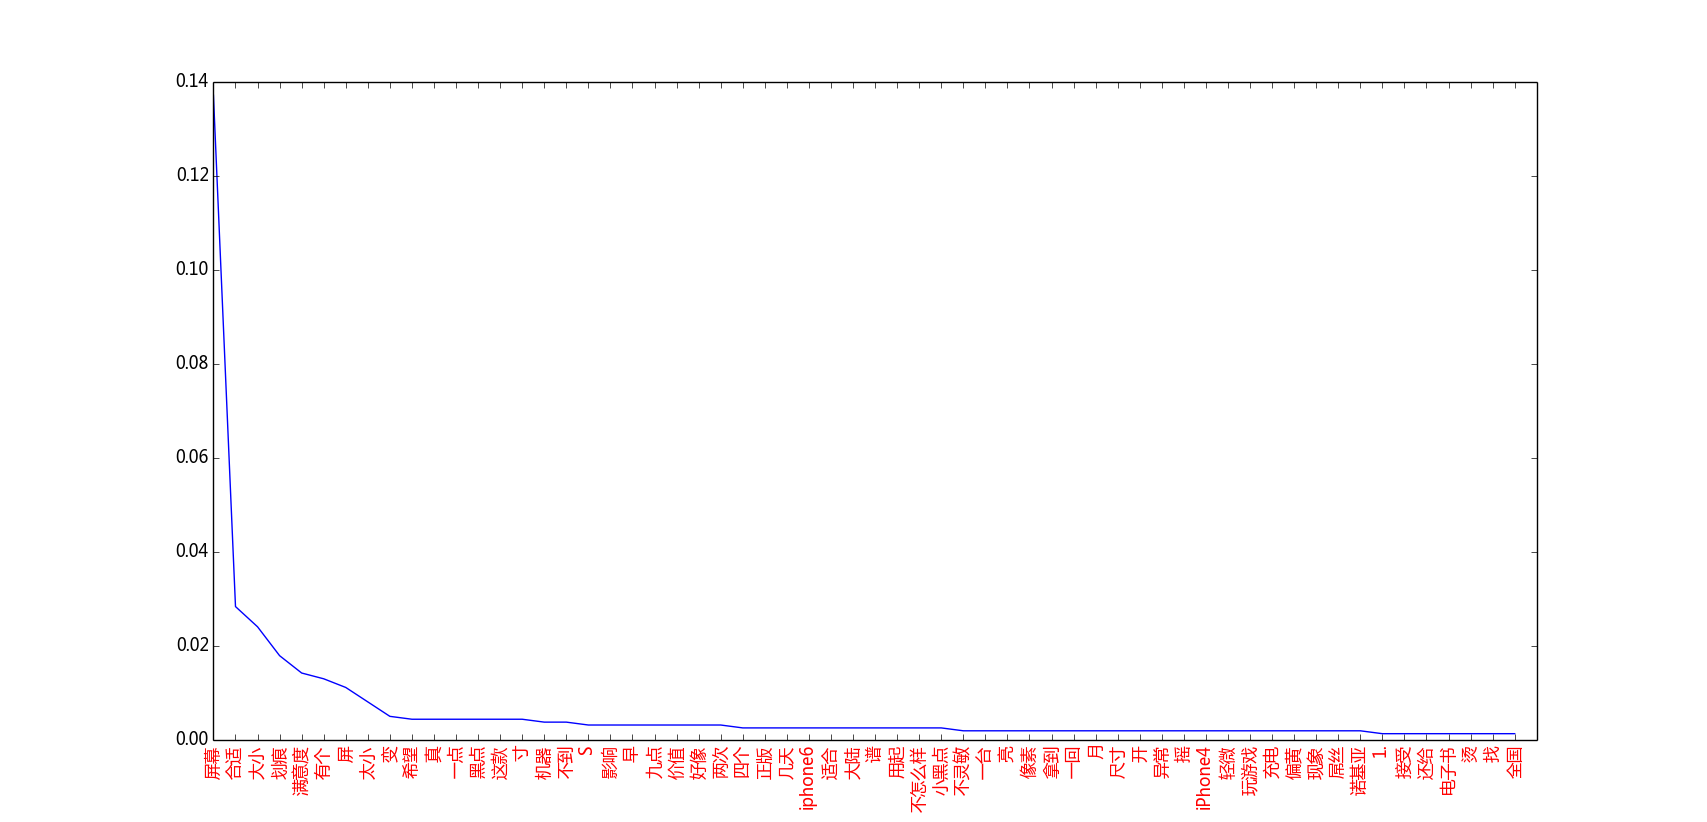 0.14
0.12
0.10
0.08
0.06
0.04
0.02
0.00
屏幕
合适
大小
划痕
满意度
有个
屏
太小
变
希望
真
一点
黑点
这款
寸
机器
不到
S
影响
早
九点
价值
好像
两次
四个
正版
几天
iphone6
适合
大陆
谱
用起
不怎么样
小黑点
不灵敏
一台
亮
像素
拿到
一回
月
尺寸
开
异常
摇
iPhone4
轻微
玩游戏
充电
偏黄
现象
屌丝
诺基亚
1.
接受
还给
电子书
烫
找
全国